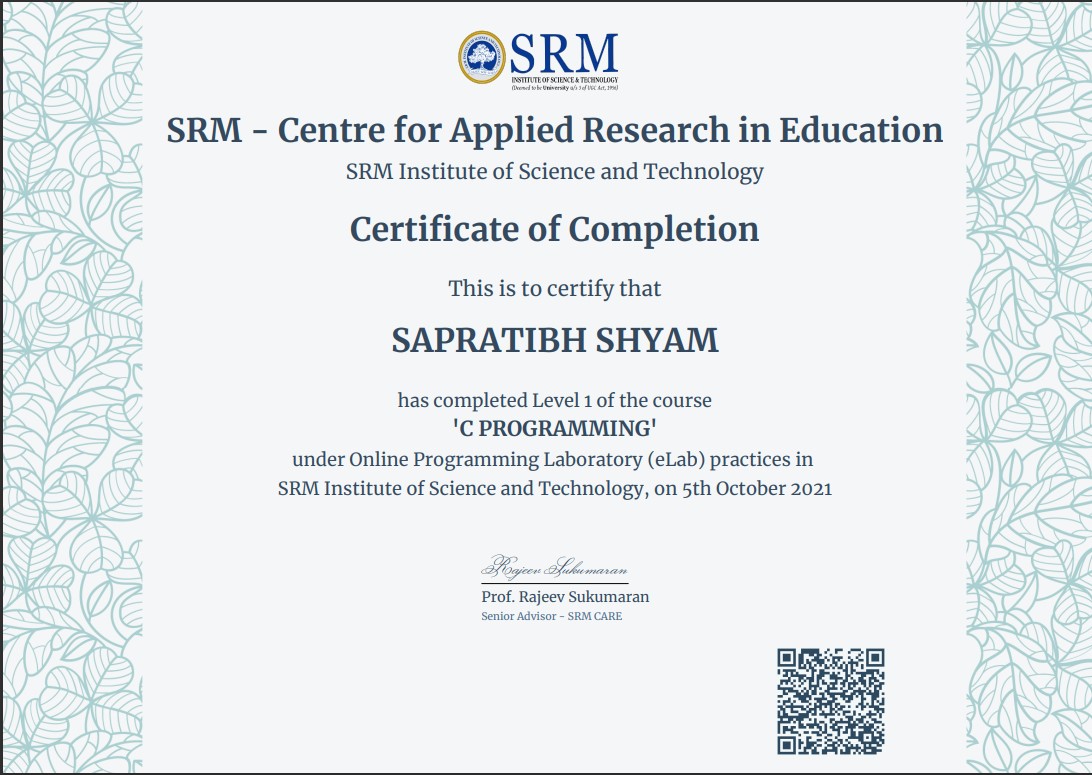 SRM
INSTITUTE OF SCIENCE & TECHNOLOGY
(Deemed to be University u/s 3 of UGC Act, 1956)
SRM - Centre for Applied Research in Education
SRM Institute of Science and Technology
Certificate of Completion
This is to certify that
SAPRATIBH SHYAM
has completed Level 1 of the course
'C PROGRAMMING'
under Online Programming Laboratory (eLab) practices in
SRM Institute of Science and Technology, on 5th October 2021
Rajeev Sukumaran
Prof. Rajeev Sukumaran
Senior Advisor - SRM CARE